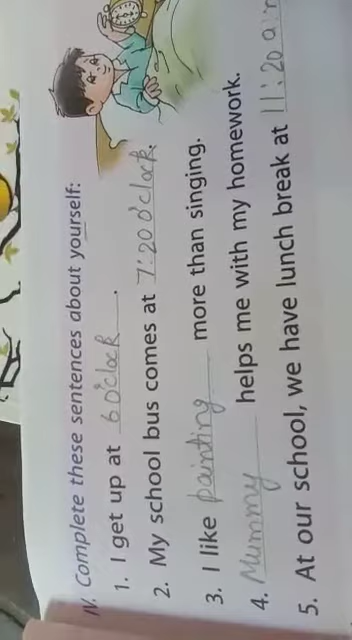 IV. Complete these sentences about yourself:
1. I get up at 6 O'clock.
2. My school bus comes at 7:20 O'clock.
3. I like painting more than singing.
4. Mummy helps me with my homework.
5. At our school, we have lunch break at 11:20 a:m